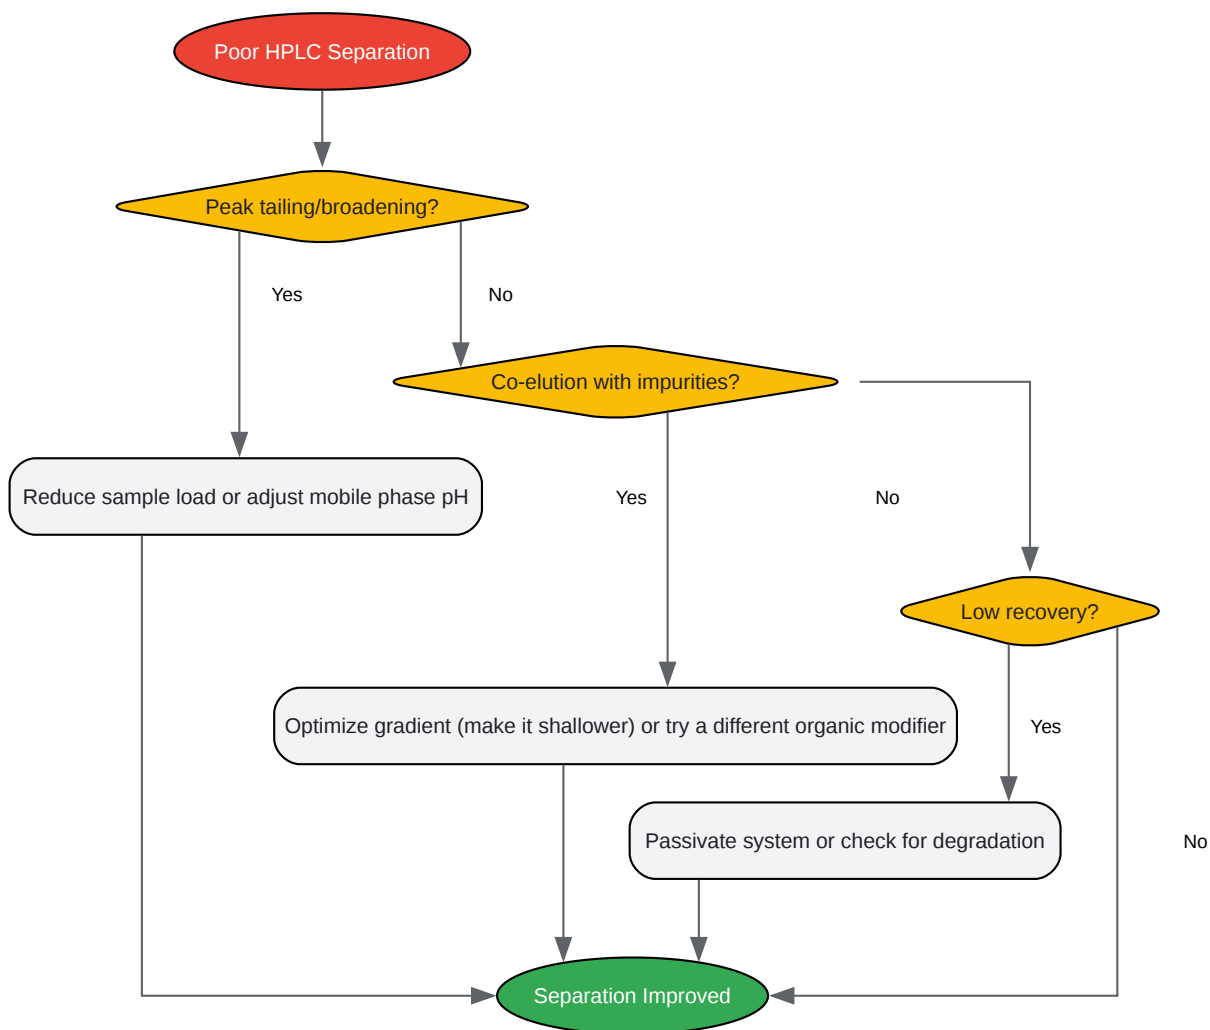 Poor HPLC Separation
Peak tailing/broadening?
Yes
No
Co-elution with impurities?
Reduce sample load or adjust mobile phase pH
Yes
No
Low recovery?
Optimize gradient (make it shallower) or try a different organic modifier
Yes
Passivate system or check for degradation
No
Separation Improved